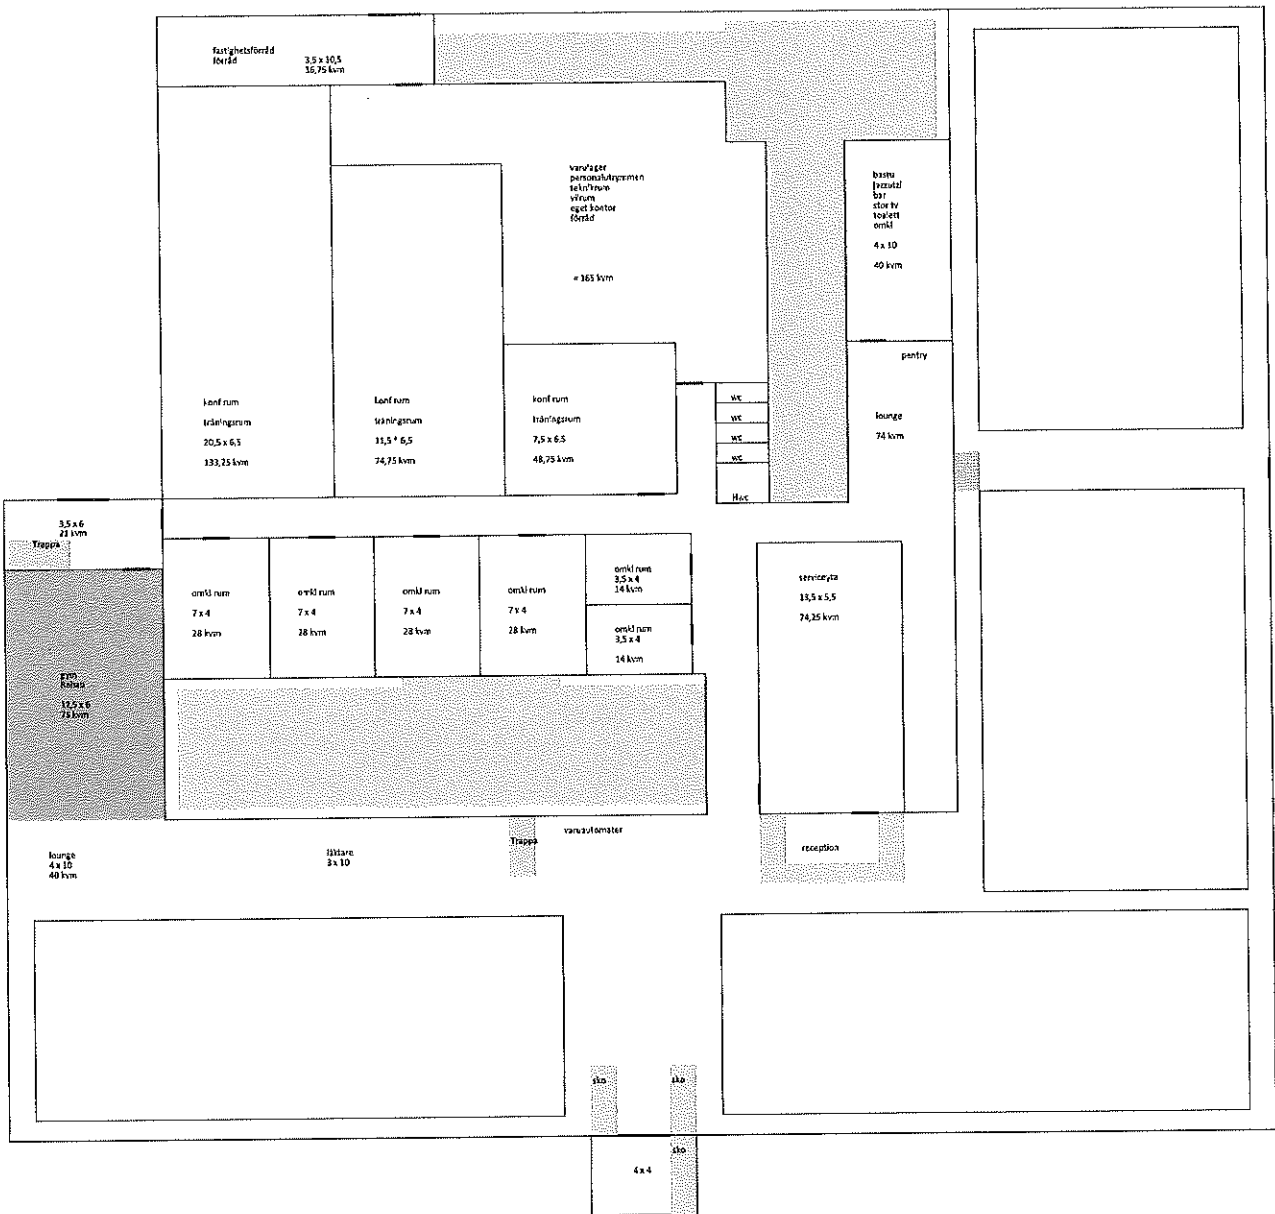 fastighetsförråd
förråd
3,5 x 10,5
36,75 kvm
varulager
personalutrymmen
teknikrum
vilrum
eget kontor
förråd
= 165 kvm
bastu
jacuzzi
bar
stor tv
toalett
omkl
4 x 10
40 kvm
pentry
lounge
74 kvm
konf rum
träningsrum
20,5 x 6,5
133,25 kvm
konf rum
träningsrum
11,5 * 6,5
74,75 kvm
konf rum
träningsrum
7,5 x 6,5
48,75 kvm
wc
wc
wc
wc
Hwc
3,5 x 6
21 kvm
Trappa
omkl rum
7 x 4
28 kvm
omkl rum
7 x 4
28 kvm
omkl rum
7 x 4
28 kvm
omkl rum
7 x 4
28 kvm
omkl rum
3,5 x 4
14 kvm
omkl rum
3,5 x 4
14 kvm
serviceyta
13,5 x 5,5
74,25 kvm
gym
Rehab
12,5 x 6
75 kvm
lounge
4 x 10
40 kvm
läktare
3 x 10
Trappa
varuautomater
reception
sko
sko
sko
4 x 4